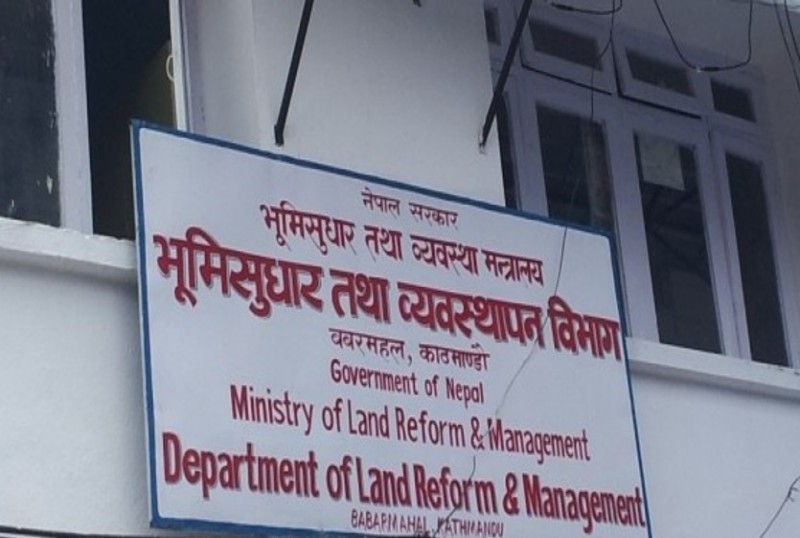 नेपाल सरकार
भूमिसुधार तथा व्यवस्था मन्त्रालय
भूमिसुधार तथा व्यवस्थापन विभाग
बबरमहल, काठमाण्डौ
Government of Nepal
Ministry of Land Reform & Management
Department of Land Reform & Management
BABARMAHAL, KATHMANDU